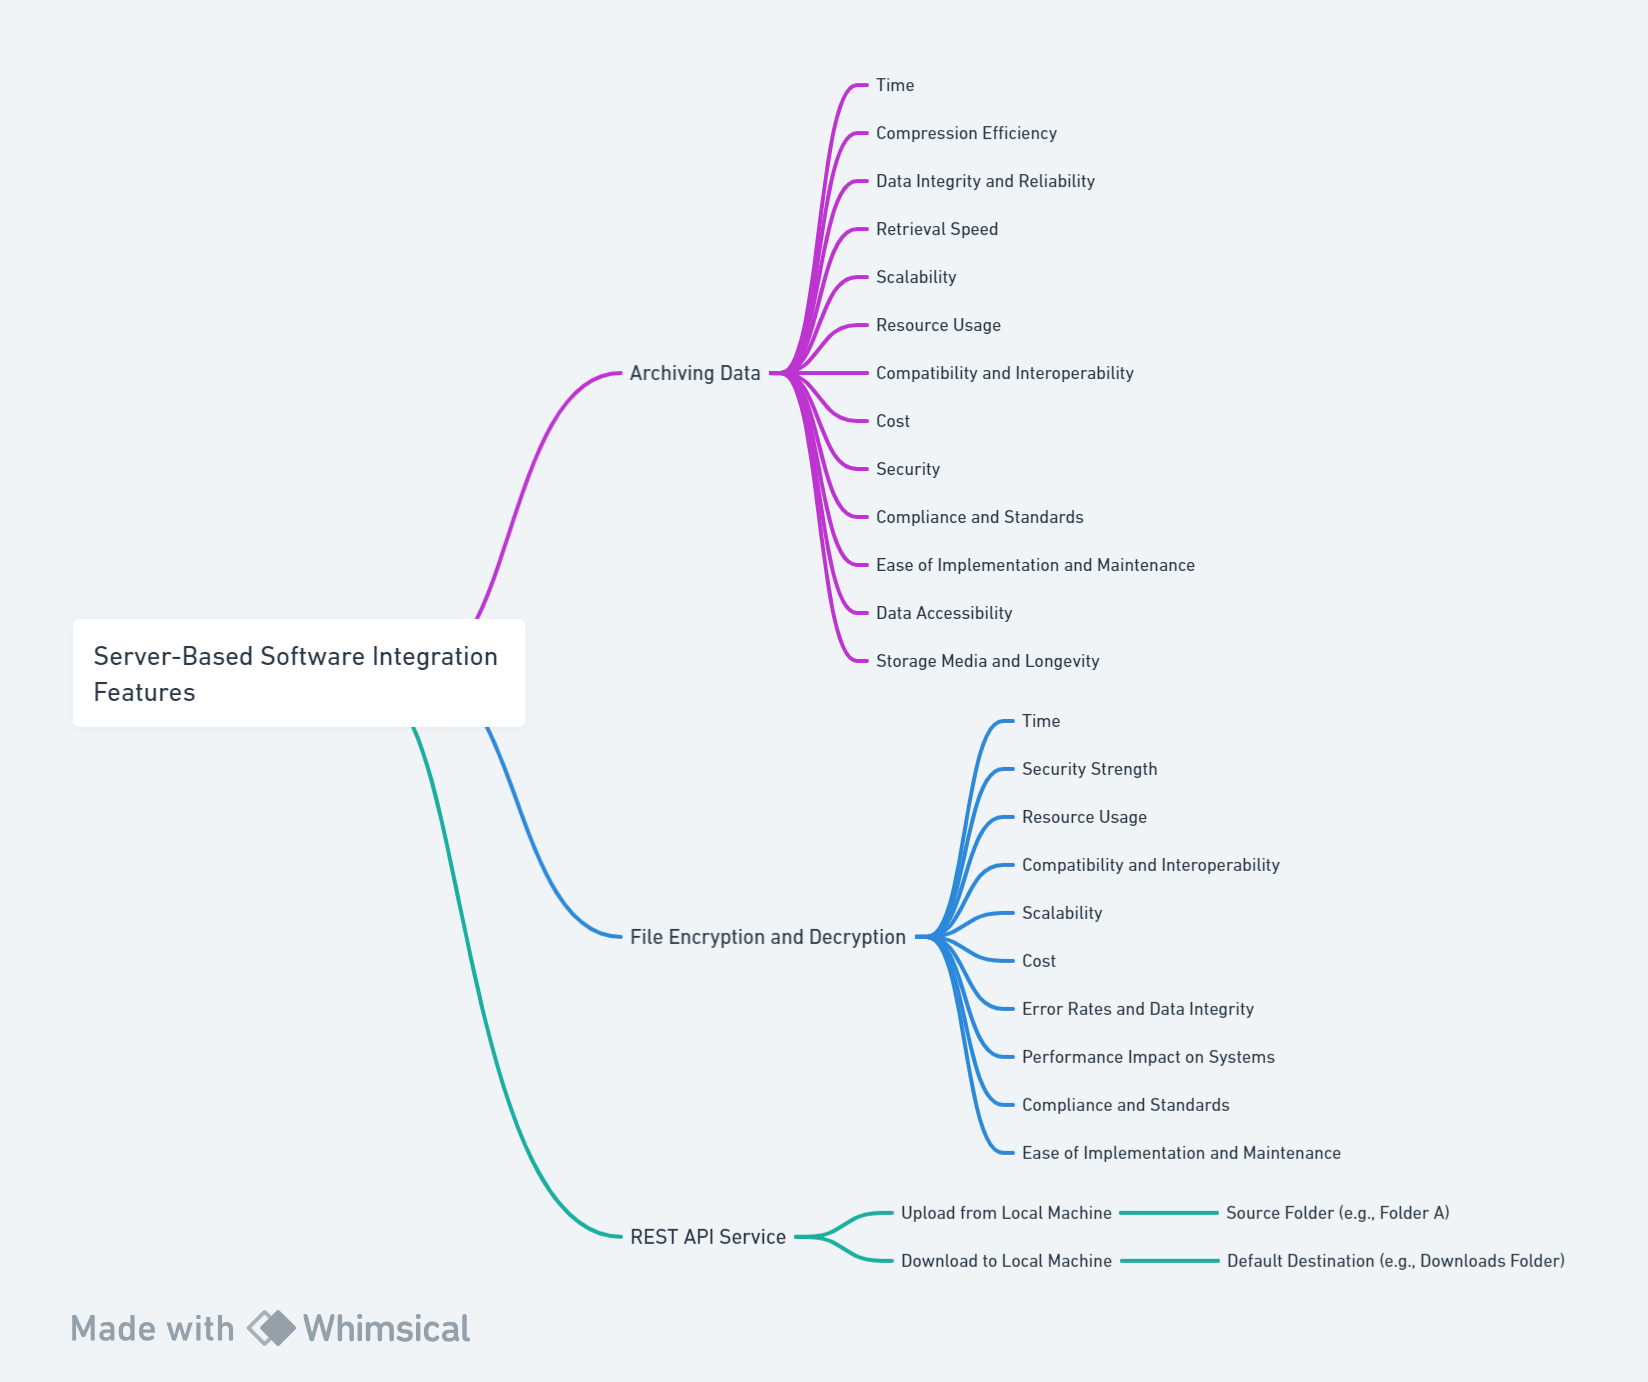 Server-Based Software Integration
Features
Archiving Data
Time
Compression Efficiency
Data Integrity and Reliability
Retrieval Speed
Scalability
Resource Usage
Compatibility and Interoperability
Cost
Security
Compliance and Standards
Ease of Implementation and Maintenance
Data Accessibility
Storage Media and Longevity
File Encryption and Decryption
Time
Security Strength
Resource Usage
Compatibility and Interoperability
Scalability
Cost
Error Rates and Data Integrity
Performance Impact on Systems
Compliance and Standards
Ease of Implementation and Maintenance
REST API Service
Upload from Local Machine
Source Folder (e.g., Folder A)
Download to Local Machine
Default Destination (e.g., Downloads Folder)
Made with Whimsical